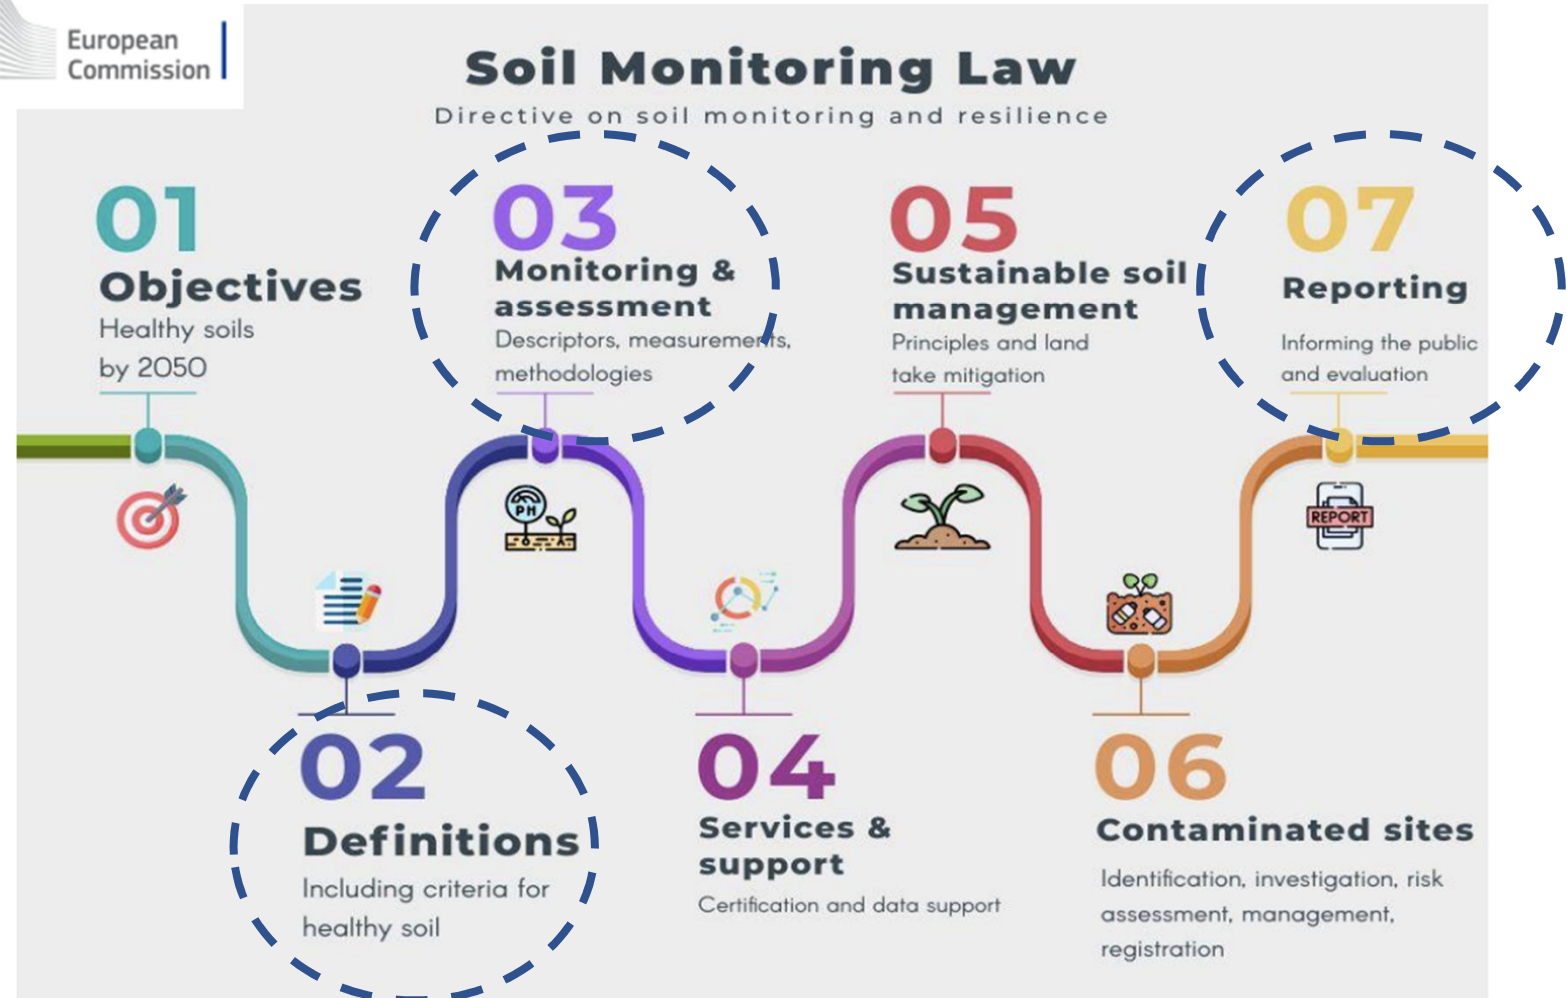 European
Commission
Soil Monitoring Law
Directive on soil monitoring and resilience
01
Objectives
Healthy soils
by 2050
03
Monitoring &
assessment
Descriptors, measurements,
methodologies
05
Sustainable soil
management
Principles and land
take mitigation
07
Reporting
Informing the public
and evaluation
PH
REPORT
02
Definitions
Including criteria for
healthy soil
04
Services &
support
Certification and data support
06
Contaminated sites
Identification, investigation, risk
assessment, management,
registration